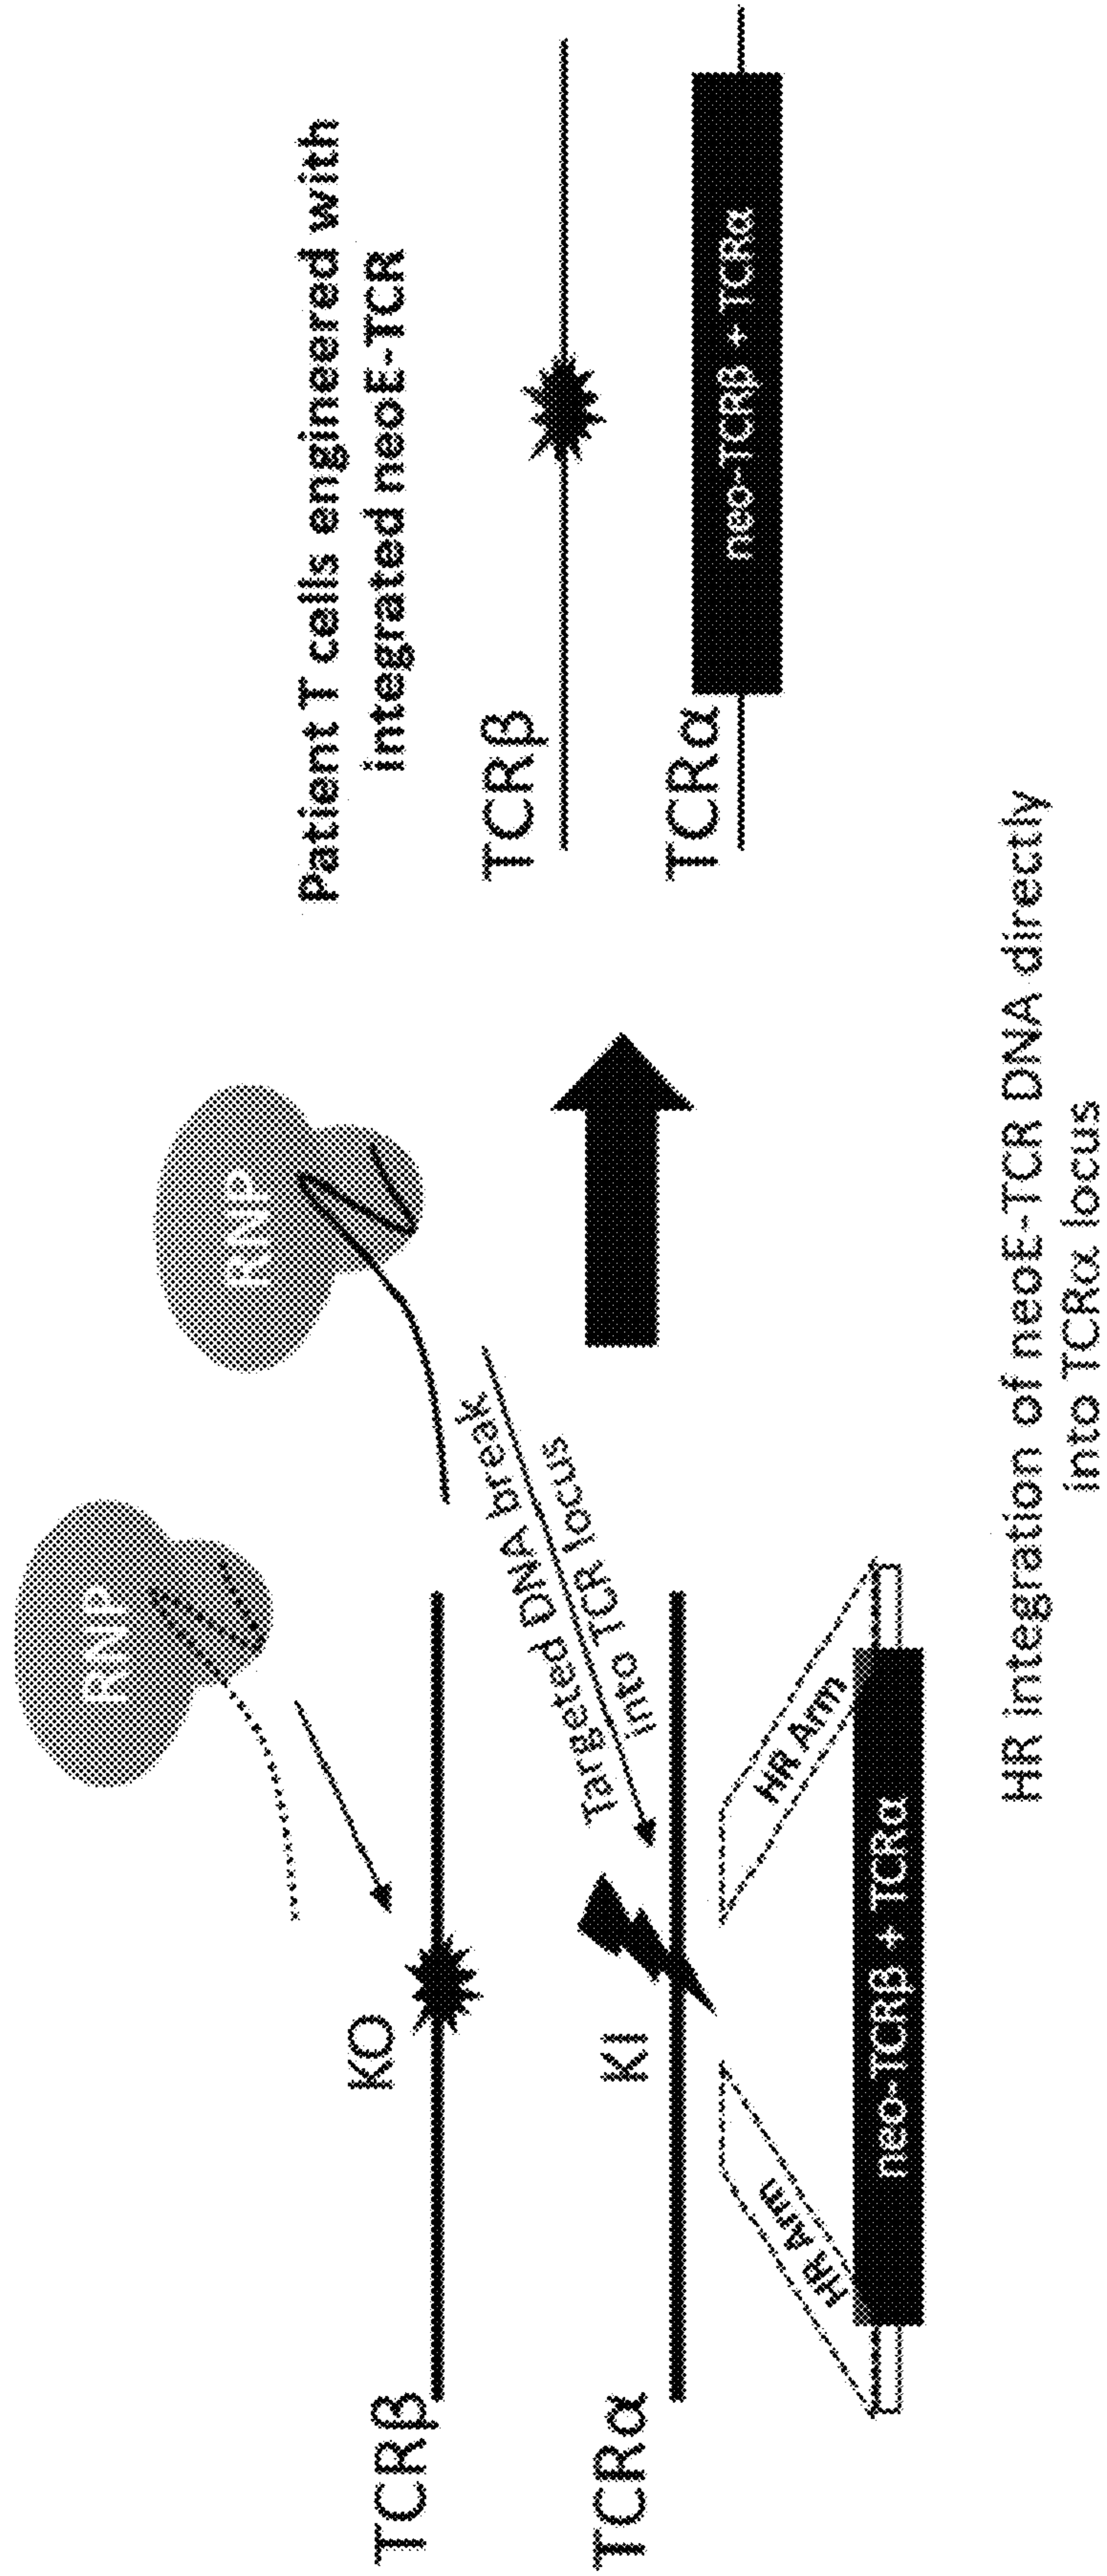 RNP
RNP
KO
TCRβ
Targeted DNA break
into TCR locus
KI
TCRα
HR Arm
HR Arm
neo-TCRβ + TCRα
Patient T cells engineered with
integrated neoE-TCR
TCRβ
TCRα
neo-TCRβ + TCRα
HR integration of neoE-TCR DNA directly
into TCRα locus